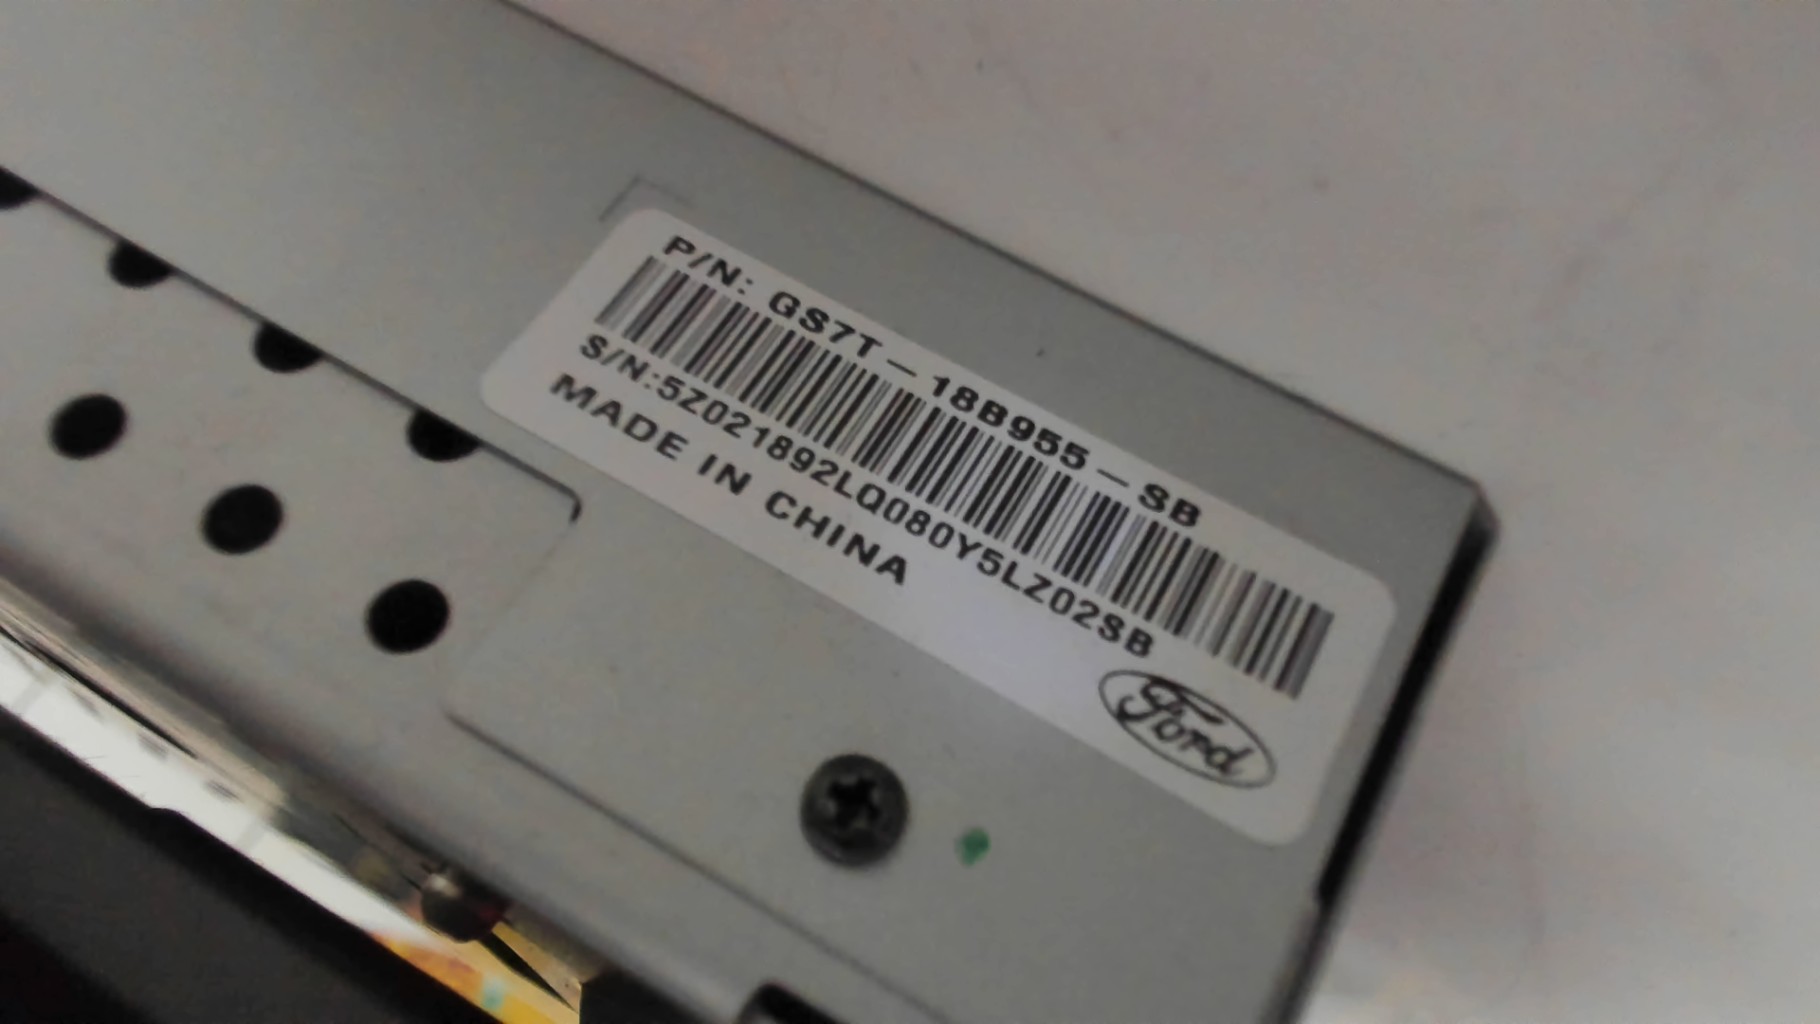 P/N: GS7T-18B955-SB
S/N:5Z021892LQ080Y5LZ02SB
MADE IN CHINA
Ford